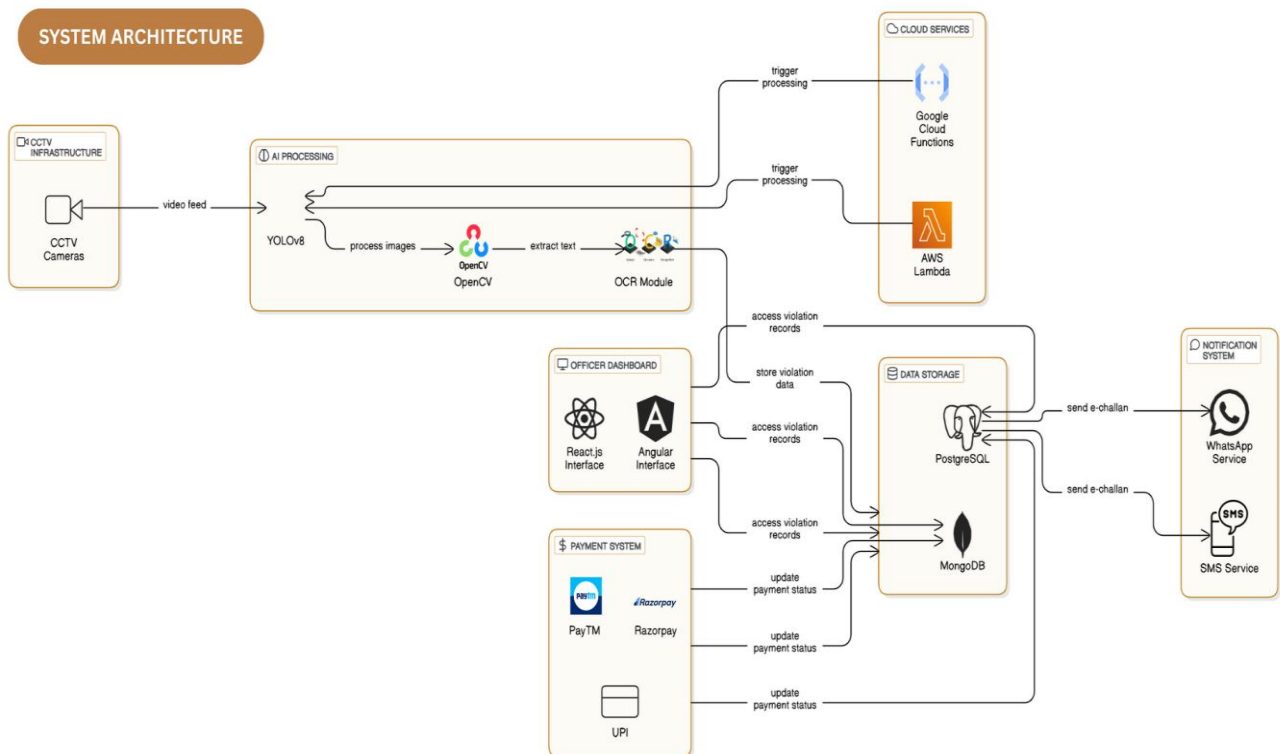 SYSTEM ARCHITECTURE
CLOUD SERVICES
trigger
processing
Google
Cloud
Functions
trigger
processing
AWS
Lambda
CCTV
INFRASTRUCTURE
video feed
CCTV
Cameras
AI PROCESSING
YOLOv8
process images
OpenCV
OpenCV
extract text
OCR Module
access violation
records
OFFICER DASHBOARD
React.js
Interface
Angular
Interface
store violation
data
access violation
records
access violation
records
DATA STORAGE
PostgreSQL
MongoDB
send e-challan
send e-challan
NOTIFICATION
SYSTEM
WhatsApp
Service
SMS
SMS Service
PAYMENT SYSTEM
PayTM
PayTM
Razorpay
Razorpay
UPI
update
payment status
update
payment status
update
payment status